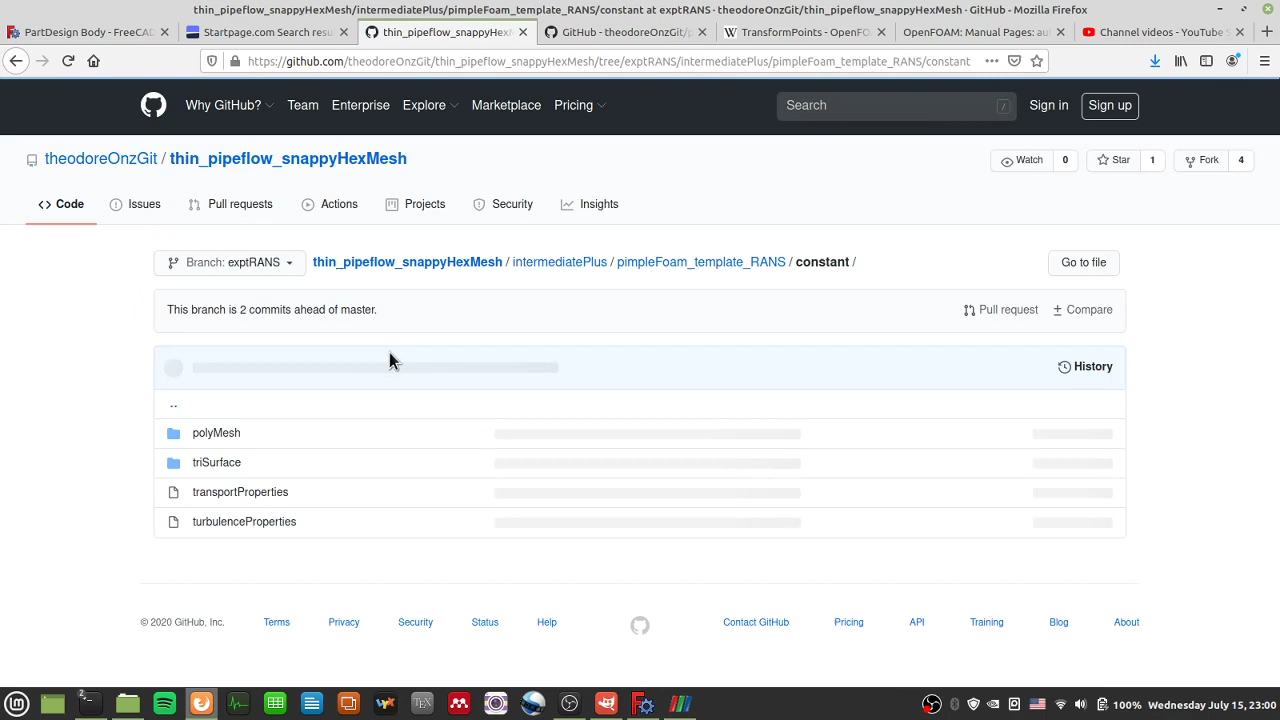 thin_pipeflow_snappyHexMesh/intermediatePlus/pimpleFoam_template_RANS/constant at exptRANS · theodoreOnzGit/thin_pipeflow_snappyHexMesh - GitHub - Mozilla Firefox
PartDesign Body - FreeCA
Startpage.com Search resu
thin_pipeflow_snappyHexM
GitHub - theodoreOnzGit/p
TransformPoints - OpenFO
OpenFOAM: Manual Pages: au
Channel videos - YouTube S
https://github.com/theodoreOnzGit/thin_pipeflow_snappyHexMesh/tree/exptRANS/intermediatePlus/pimpleFoam_template_RANS/constant
Why GitHub? Team Enterprise Explore Marketplace Pricing Search / Sign in Sign up
theodoreOnzGit / thin_pipeflow_snappyHexMesh Watch 0 Star 1 Fork 4
Code Issues Pull requests Actions Projects Security Insights
Branch: exptRANS thin_pipeflow_snappyHexMesh / intermediatePlus / pimpleFoam_template_RANS / constant / Go to file
This branch is 2 commits ahead of master. Pull request Compare
History
..
polyMesh
triSurface
transportProperties
turbulenceProperties
© 2020 GitHub, Inc. Terms Privacy Security Status Help Contact GitHub Pricing API Training Blog About
2 TEX 100% Wednesday July 15, 23:00